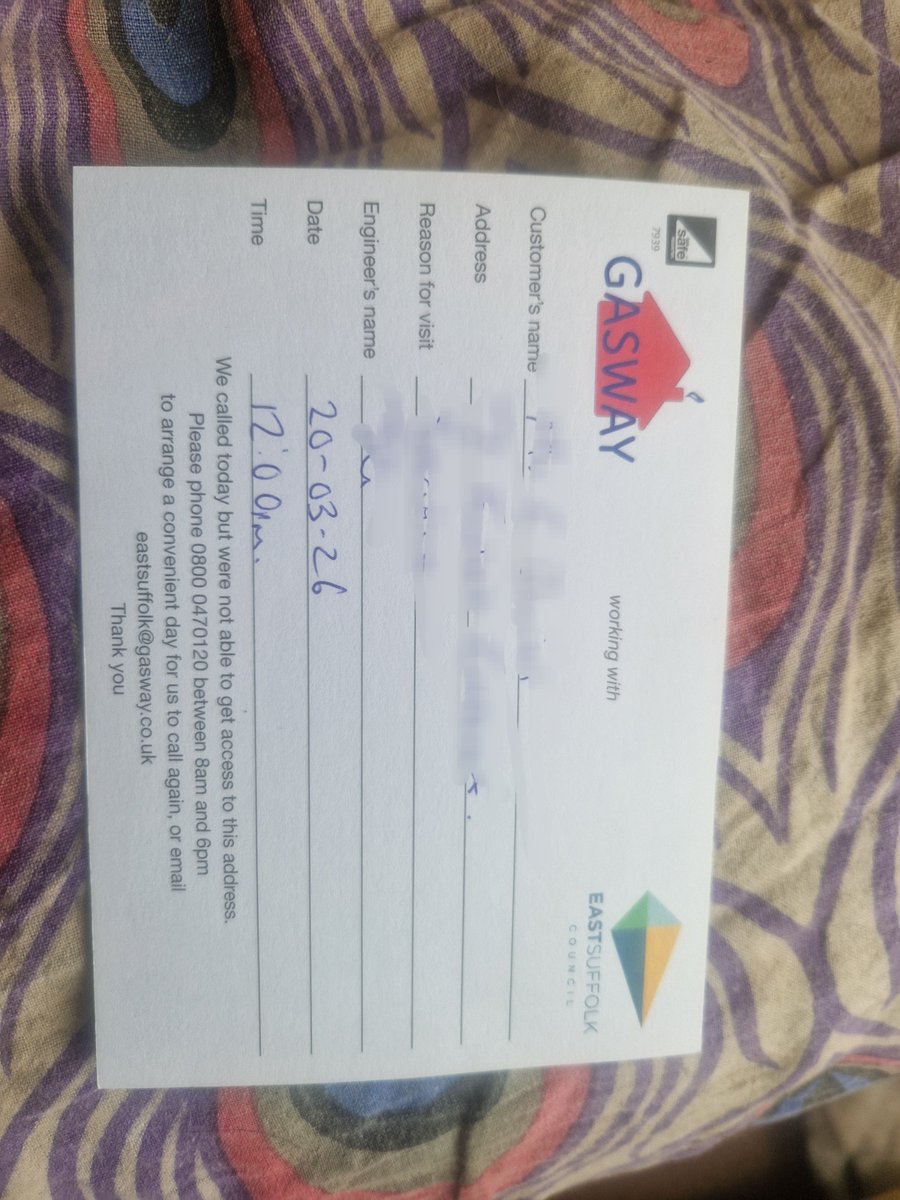 safe
7939
GASWAY
working with
EASTSUFFOLK
COUNCIL
Customer's name
Address
Reason for visit
Engineer's name
Date 20-03-26
Time 12:00pm.
We called today but were not able to get access to this address.
Please phone 0800 0470120 between 8am and 6pm
to arrange a convenient day for us to call again, or email
eastsuffolk@gasway.co.uk
Thank you